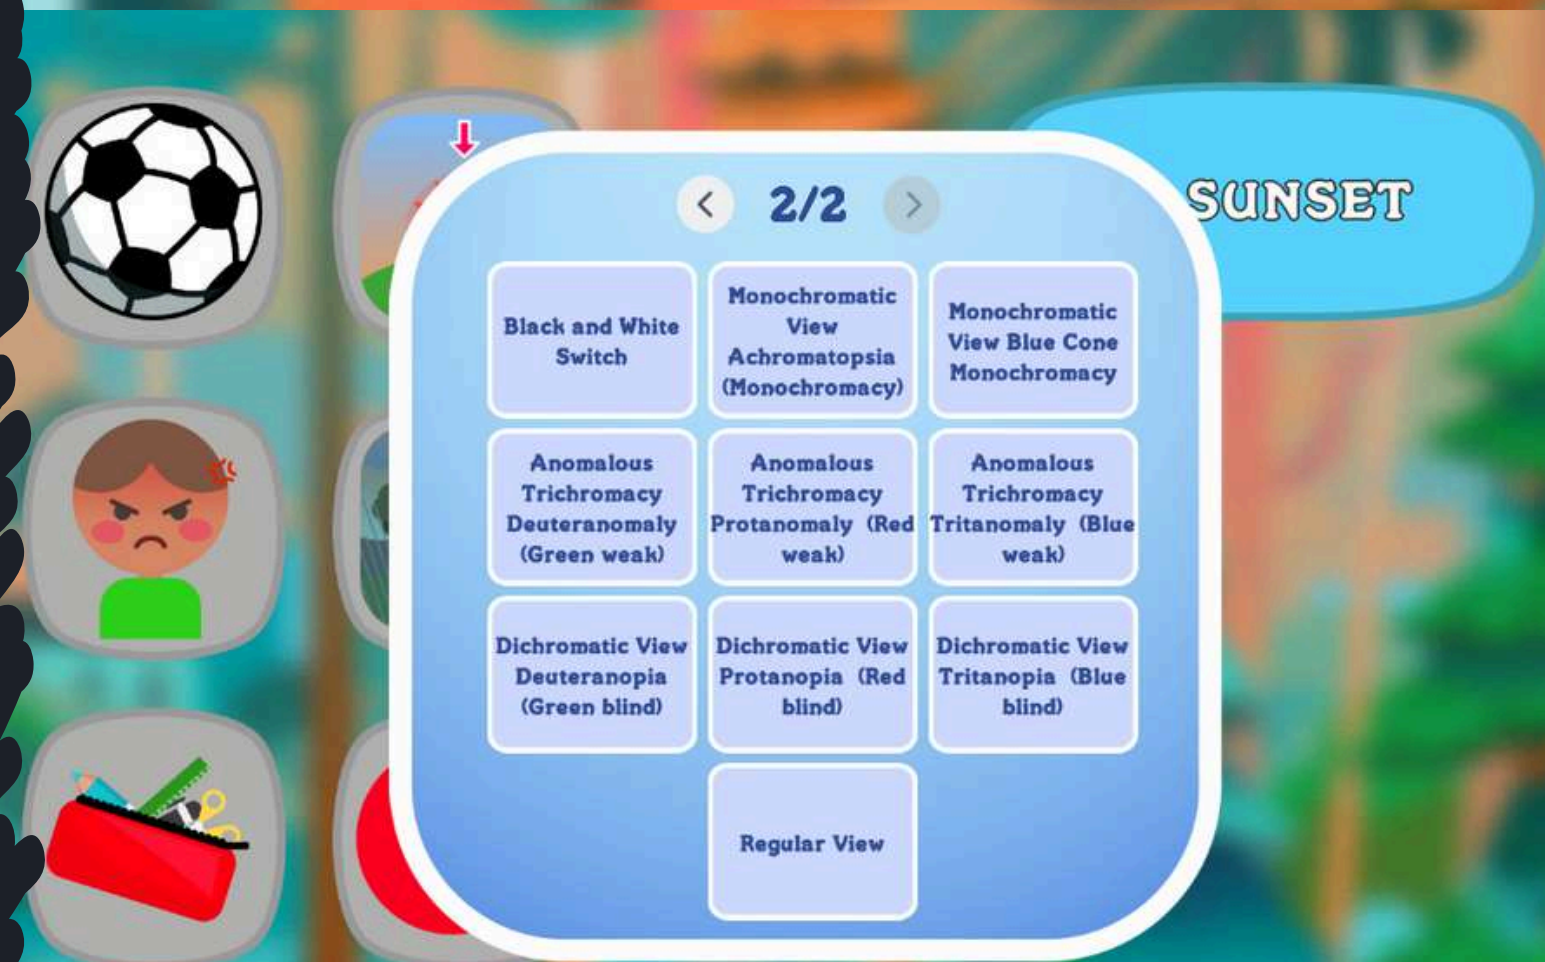 2/2
SUNSET
Black and White
Switch
Monochromatic
View
Achromatopsia
(Monochromacy)
Monochromatic
View Blue Cone
Monochromacy
Anomalous
Trichromacy
Deuteranomaly
(Green weak)
Anomalous
Trichromacy
Protanomaly (Red
weak)
Anomalous
Trichromacy
Tritanomaly (Blue
weak)
Dichromatic View
Deuteranopia
(Green blind)
Dichromatic View
Protanopia (Red
blind)
Dichromatic View
Tritanopia (Blue
blind)
Regular View